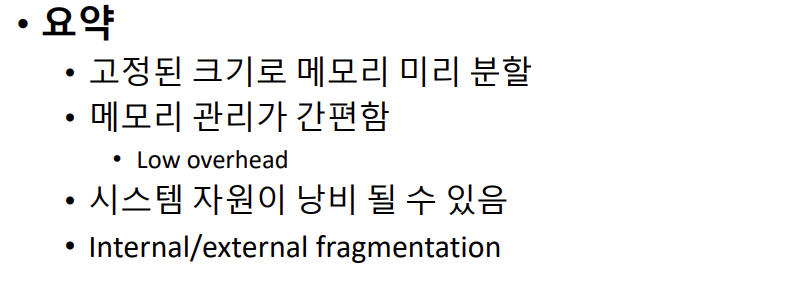 • 요약
• 고정된 크기로 메모리 미리 분할
• 메모리 관리가 간편함
• Low overhead
• 시스템 자원이 낭비 될 수 있음
• Internal/external fragmentation